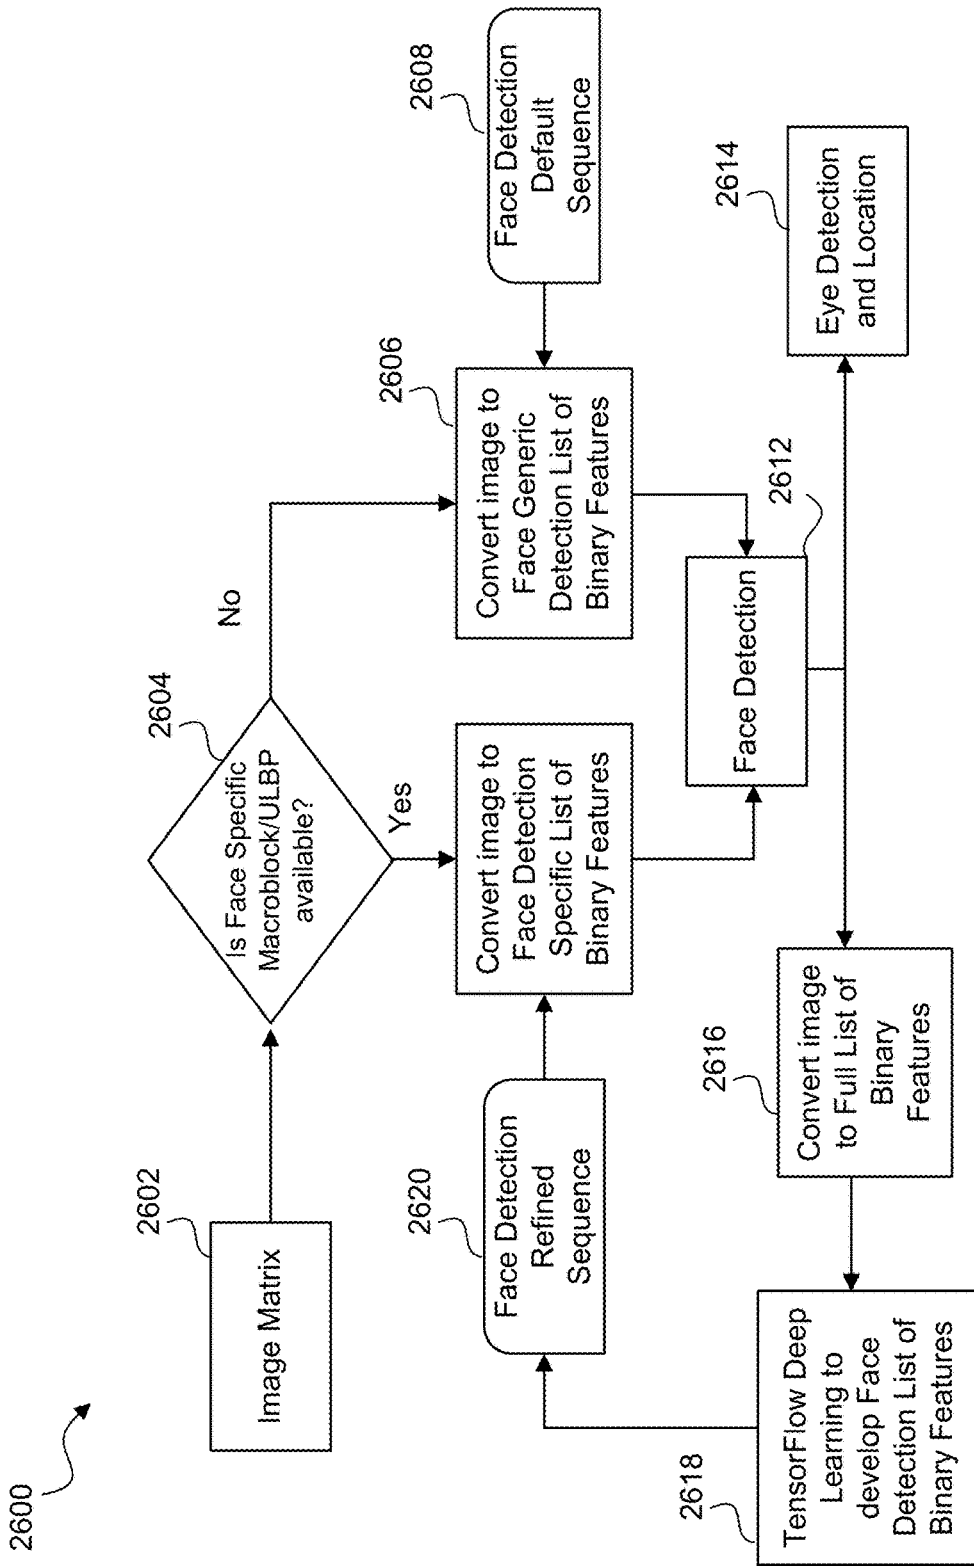 2600
2602
Image Matrix
2604
Is Face Specific
Macroblock/ULBP
available?
No
Yes
2620
Face Detection
Refined
Sequence
Convert image to
Face Detection
Specific List of
Binary Features
2606
Convert image to
Face Generic
Detection List of
Binary Features
2608
Face Detection
Default
Sequence
2612
Face Detection
2614
Eye Detection
and Location
2616
Convert image
to Full List of
Binary
Features
2618
TensorFlow Deep
Learning to
develop Face
Detection List of
Binary Features